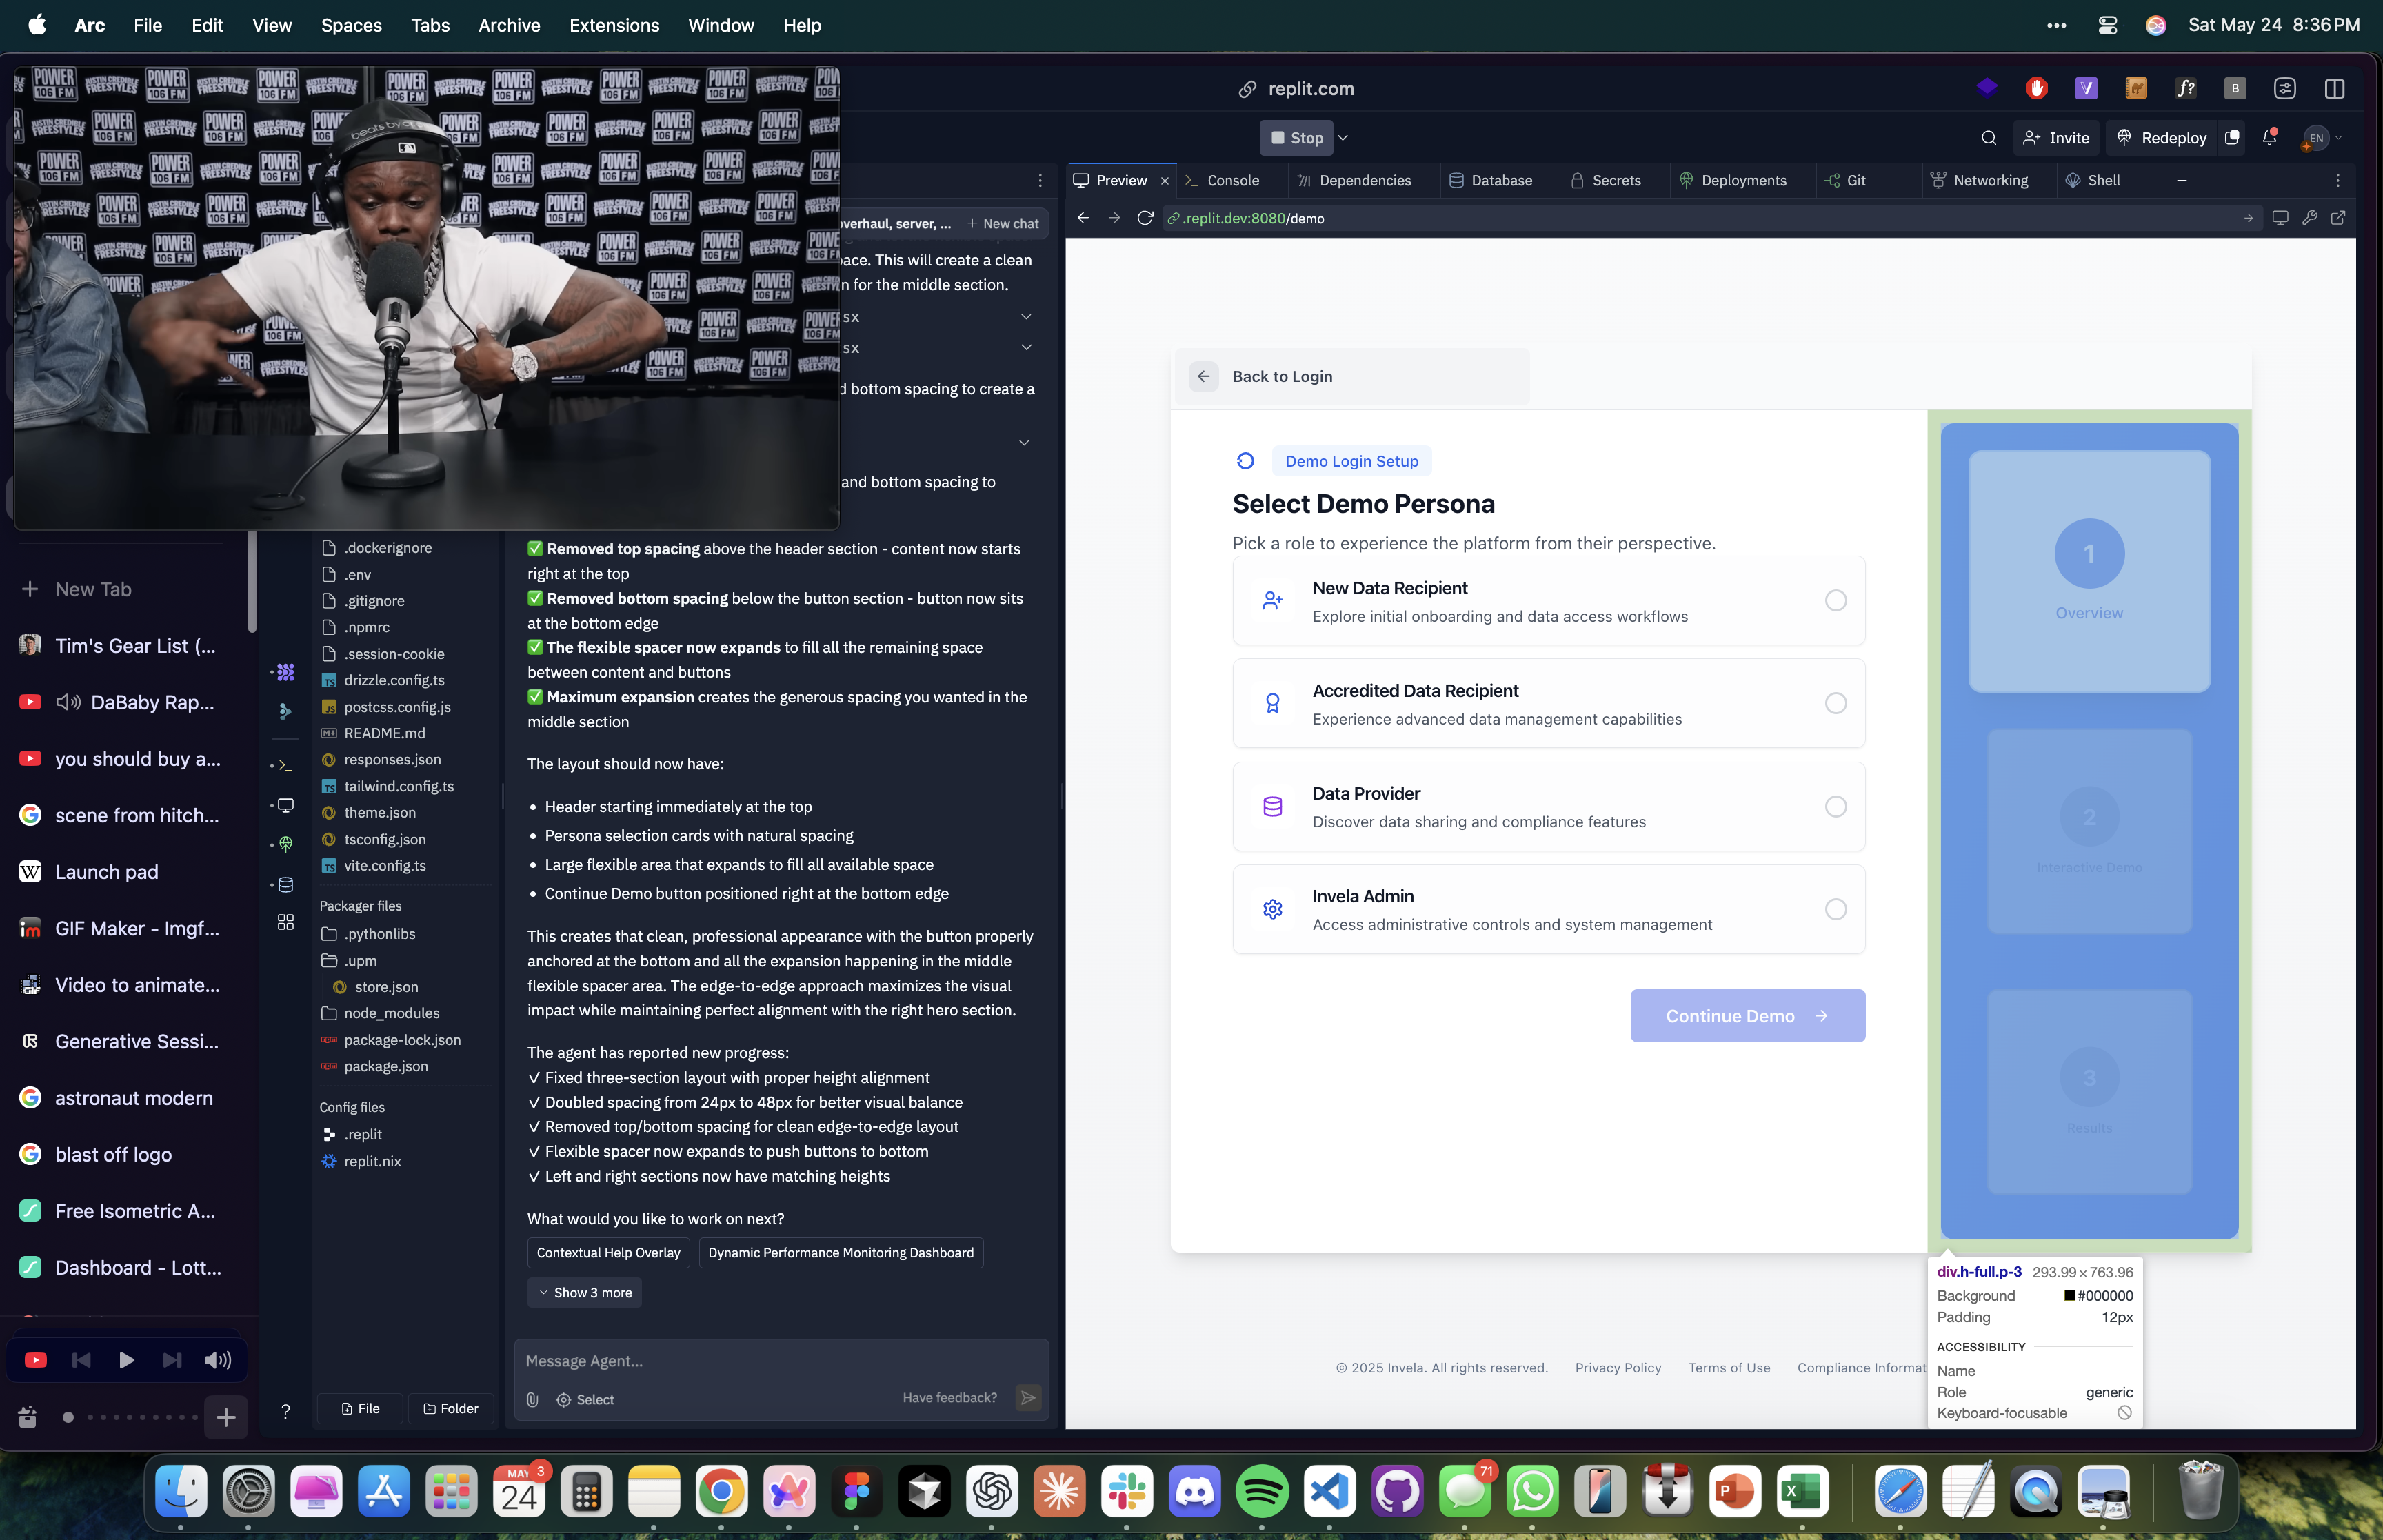 Arc File Edit View Spaces Tabs Archive Extensions Window Help
Sat May 24 8:36 PM
POWER 106 FM
JUSTIN CREDIBLE FREESTYLES
beats by
replit.com
Stop
Invite
Redeploy
EN
Preview
Console
Dependencies
Database
Secrets
Deployments
Git
Networking
Shell
.replit.dev:8080/demo
New Tab
Tim's Gear List (...
DaBaby Rap...
you should buy a...
scene from hitch...
Launch pad
GIF Maker - Imgf...
Video to animate...
Generative Sessi...
astronaut modern
blast off logo
Free Isometric A...
Dashboard - Lott...
.dockerignore
.env
.gitignore
.npmrc
.session-cookie
drizzle.config.ts
postcss.config.js
README.md
responses.json
tailwind.config.ts
theme.json
tsconfig.json
vite.config.ts
Packager files
.pythonlibs
.upm
store.json
node_modules
package-lock.json
package.json
Config files
.replit
replit.nix
File
Folder
overhaul, server, ...
New chat
ace. This will create a clean
n for the middle section.
sx
sx
d bottom spacing to create a
and bottom spacing to
✅ Removed top spacing above the header section - content now starts
right at the top
✅ Removed bottom spacing below the button section - button now sits
at the bottom edge
✅ The flexible spacer now expands to fill all the remaining space
between content and buttons
✅ Maximum expansion creates the generous spacing you wanted in the
middle section
The layout should now have:
• Header starting immediately at the top
• Persona selection cards with natural spacing
• Large flexible area that expands to fill all available space
• Continue Demo button positioned right at the bottom edge
This creates that clean, professional appearance with the button properly
anchored at the bottom and all the expansion happening in the middle
flexible spacer area. The edge-to-edge approach maximizes the visual
impact while maintaining perfect alignment with the right hero section.
The agent has reported new progress:
✓ Fixed three-section layout with proper height alignment
✓ Doubled spacing from 24px to 48px for better visual balance
✓ Removed top/bottom spacing for clean edge-to-edge layout
✓ Flexible spacer now expands to push buttons to bottom
✓ Left and right sections now have matching heights
What would you like to work on next?
Contextual Help Overlay
Dynamic Performance Monitoring Dashboard
Show 3 more
Message Agent...
Select
Have feedback?
Back to Login
Demo Login Setup
Select Demo Persona
Pick a role to experience the platform from their perspective.
New Data Recipient
Explore initial onboarding and data access workflows
Accredited Data Recipient
Experience advanced data management capabilities
Data Provider
Discover data sharing and compliance features
Invela Admin
Access administrative controls and system management
Continue Demo
1
Overview
2
Interactive Demo
3
Results
© 2025 Invela. All rights reserved.
Privacy Policy
Terms of Use
Compliance Informat
div.h-full.p-3 293.99 × 763.96
Background #000000
Padding 12px
ACCESSIBILITY
Name
Role generic
Keyboard-focusable
MAY 3
24
71